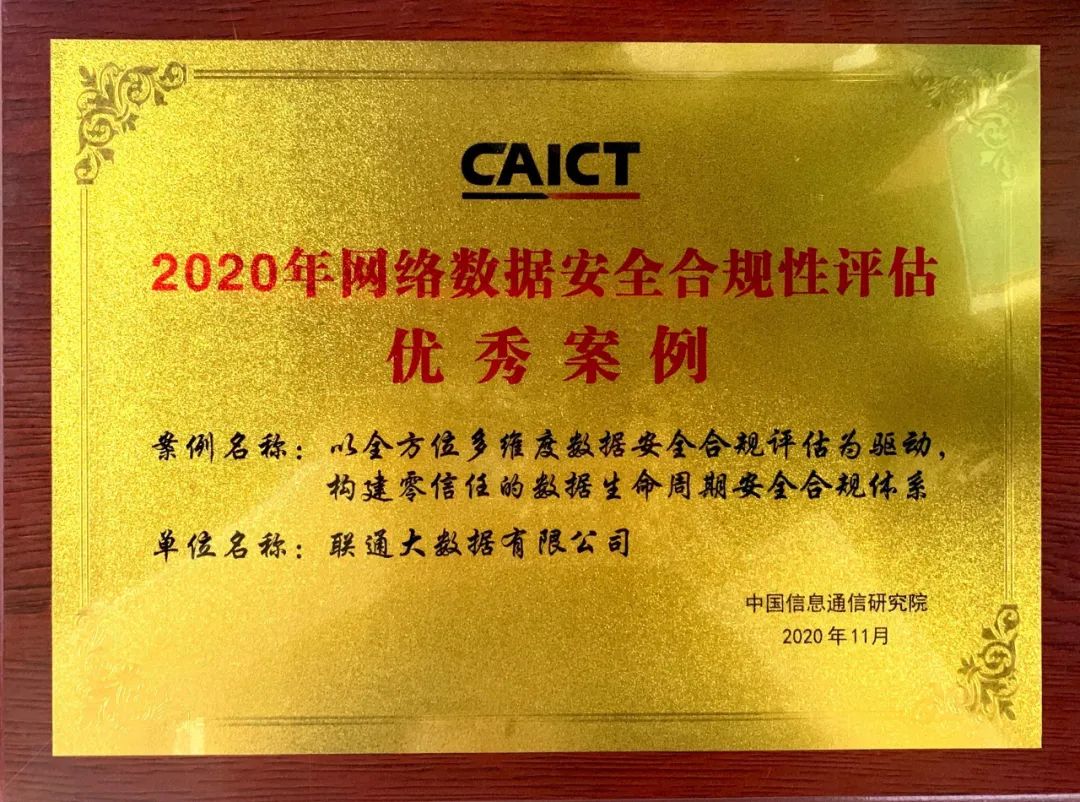 CAICT
2020年网络数据安全合规性评估
优秀案例
案例名称：以全方位多维度数据安全合规评估为驱动，
构建零信任的数据生命周期安全合规体系
单位名称：联通大数据有限公司
中国信息通信研究院
2020年11月